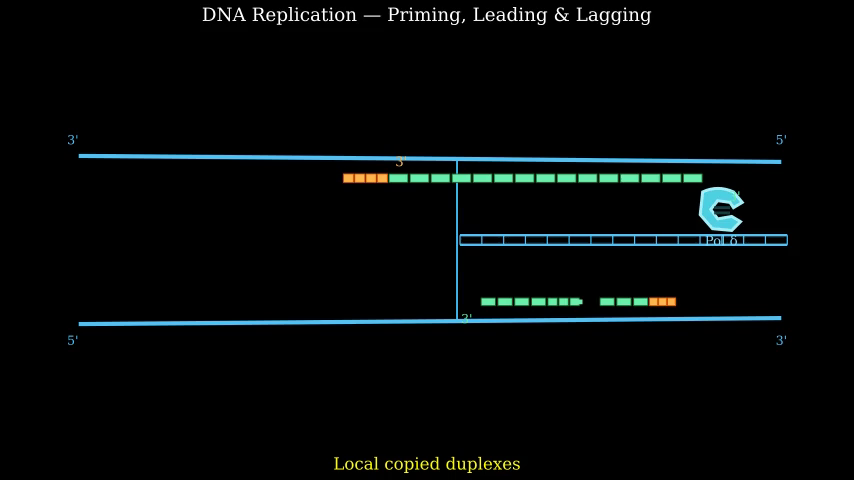 DNA Replication — Priming, Leading & Lagging
3'
5'
3'
Pol δ
3'
5'
3'
Local copied duplexes